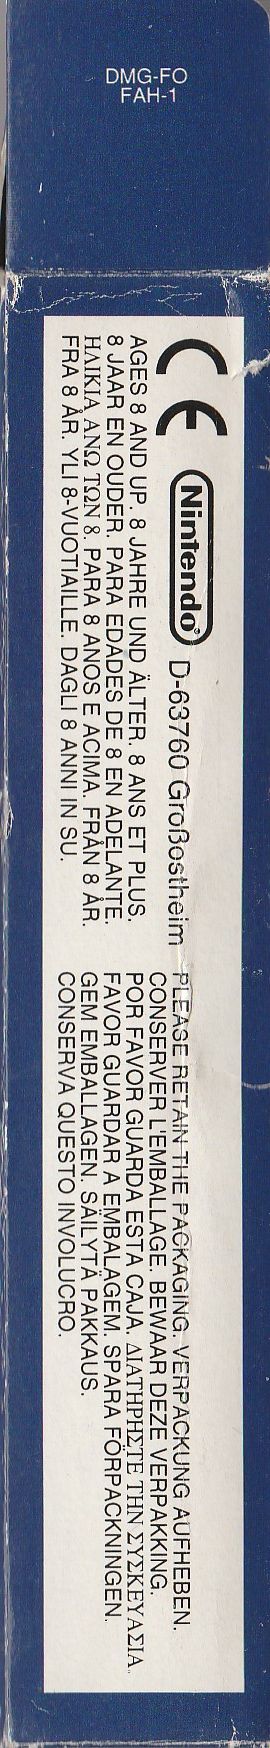 DMG-FO
FAH-1
CE Nintendo® D-63760 Großostheim
AGES 8 AND UP. 8 JAHRE UND ÄLTER. 8 ANS ET PLUS.
8 JAAR EN OUDER. PARA EDADES DE 8 EN ADELANTE.
ΗΛΙΚΙΑ ΑΝΩ ΤΩΝ 8. PARA 8 ANOS E ACIMA. FRÅN 8 ÅR.
FRA 8 ÅR. YLI 8-VUOTIAILLE. DAGLI 8 ANNI IN SU.
PLEASE RETAIN THE PACKAGING. VERPACKUNG AUFHEBEN.
CONSERVER L'EMBALLAGE. BEWAAR DEZE VERPAKKING.
POR FAVOR GUARDA ESTA CAJA. ΔΙΑΤΗΡΗΣΤΕ ΤΗΝ ΣΥΣΚΕΥΑΣΙΑ.
FAVOR GUARDAR A EMBALAGEM. SPARA FÖRPACKNINGEN.
GEM EMBALLAGEN. SÄILYTÄ PAKKAUS.
CONSERVA QUESTO INVOLUCRO.